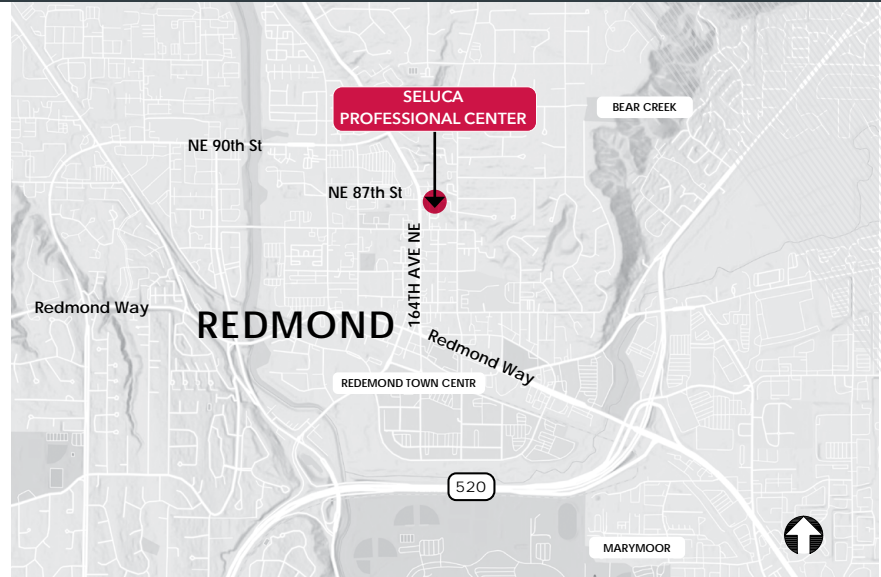 SELUCA
PROFESSIONAL CENTER
BEAR CREEK
NE 90th St
NE 87th St
164TH AVE NE
Redmond Way
REDMOND
Redmond Way
REDEMOND TOWN CENTR
520
MARYMOOR